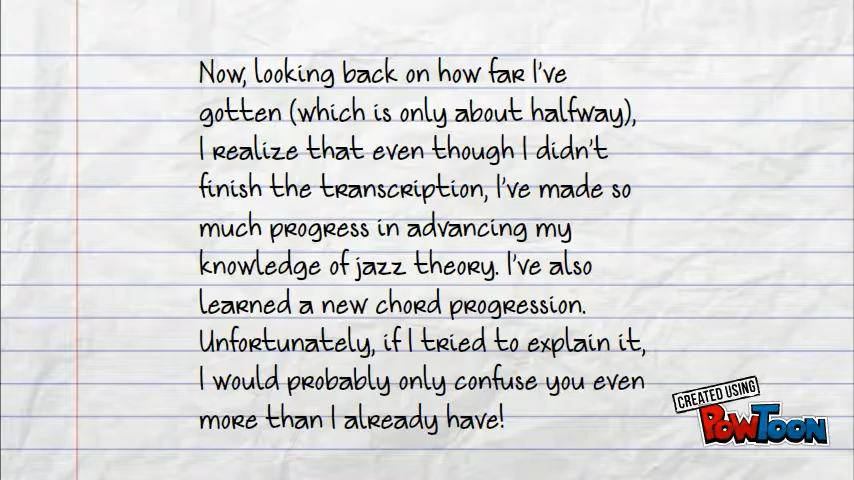 Now, looking back on how far I've
gotten (which is only about halfway),
I realize that even though I didn't
finish the transcription, I've made so
much progress in advancing my
knowledge of jazz theory. I've also
learned a new chord progression.
Unfortunately, if I tried to explain it,
I would probably only confuse you even
more than I already have!
CREATED USING
POWTOON